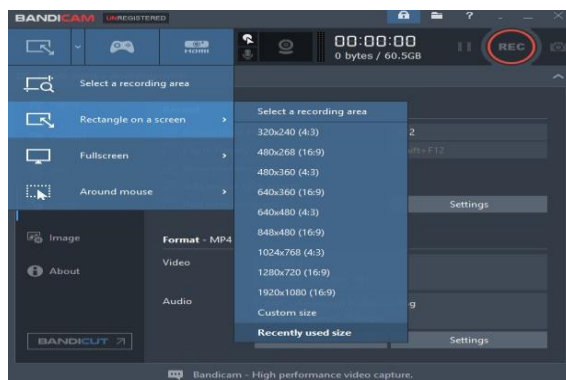 BANDICAM UNREGISTERED
?
HDMI
00:00:00
0 bytes / 60.5GB
REC
Select a recording area
Rectangle on a screen
Fullscreen
Around mouse
Select a recording area
320x240 (4:3)
480x268 (16:9)
480x360 (4:3)
640x360 (16:9)
640x480 (4:3)
848x480 (16:9)
1024x768 (4:3)
1280x720 (16:9)
1920x1080 (16:9)
Custom size
Recently used size
Settings
Image
Format - MP4
About
Video
Audio
BANDICUT
Settings
Bandicam - High performance video capture.